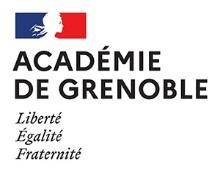 ACADÉMIE
DE GRENOBLE
Liberté
Égalité
Fraternité